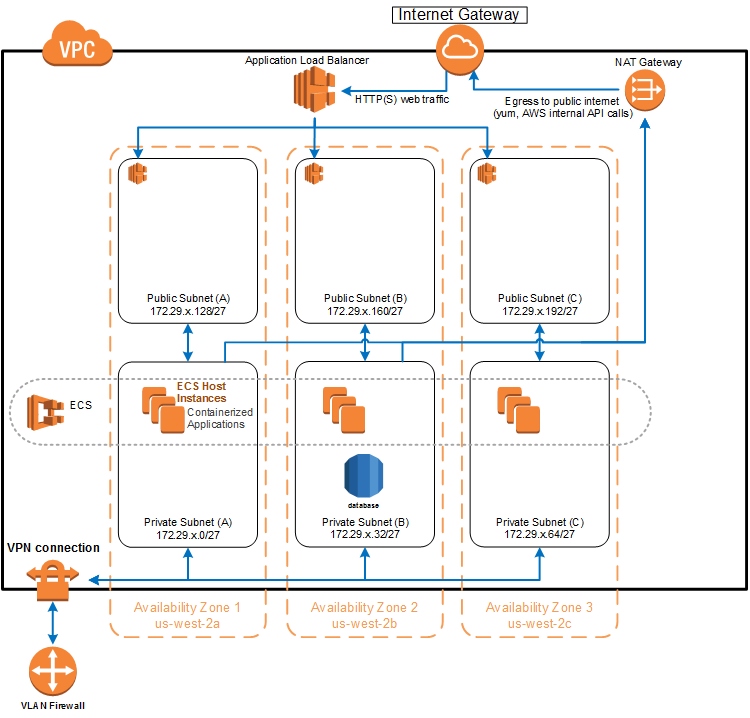 Internet Gateway
VPC
Application Load Balancer
NAT Gateway
HTTP(S) web traffic
Egress to public internet
(yum, AWS internal API calls)
Public Subnet (A)
172.29.x.128/27
Public Subnet (B)
172.29.x.160/27
Public Subnet (C)
172.29.x.192/27
ECS
ECS Host
Instances
Containerized
Applications
database
Private Subnet (A)
172.29.x.0/27
Private Subnet (B)
172.29.x.32/27
Private Subnet (C)
172.29.x.64/27
VPN connection
Availability Zone 1
us-west-2a
Availability Zone 2
us-west-2b
Availability Zone 3
us-west-2c
VLAN Firewall